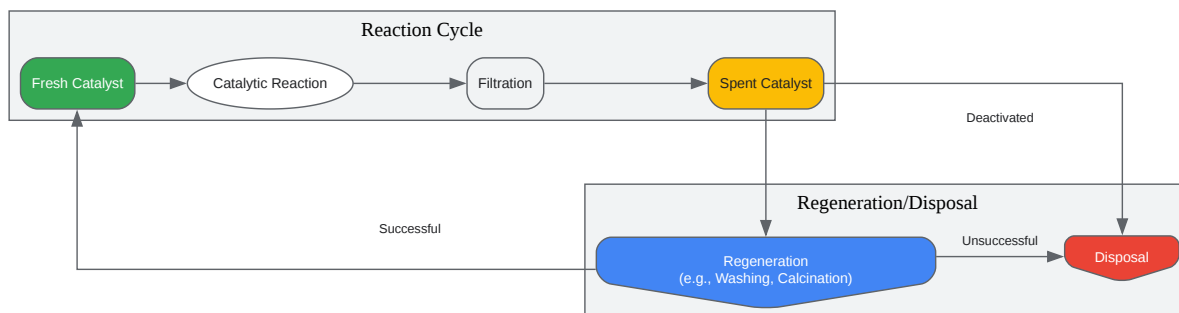 Reaction Cycle
Fresh Catalyst
Catalytic Reaction
Filtration
Spent Catalyst
Deactivated
Regeneration/Disposal
Successful
Unsuccessful
Regeneration
(e.g., Washing, Calcination)
Disposal